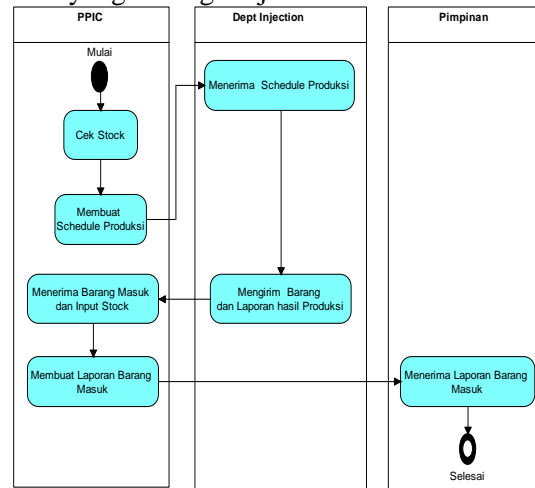 PPIC
Dept Injection
Pimpinan
Mulai
Menerima Schedule Produksi
Cek Stock
Membuat
Schedule Produksi
Menerima Barang Masuk
dan Input Stock
Mengirim Barang
dan Laporan hasil Produksi
Membuat Laporan Barang
Masuk
Menerima Laporan Barang
Masuk
Selesai